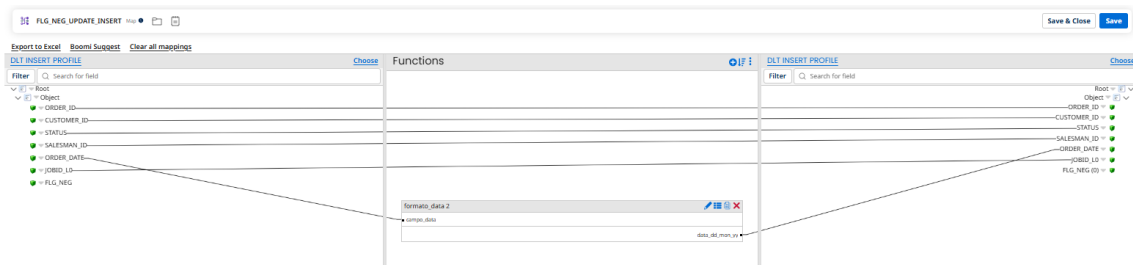 FLG_NEG_UPDATE_INSERT Map
Save & Close Save
Export to Excel Boomi Suggest Clear all mappings
DLT INSERT PROFILE Choose Functions DLT INSERT PROFILE Choose
Filter Search for field Filter Search for field
Root Root
Object Object
ORDER_ID ORDER_ID
CUSTOMER_ID CUSTOMER_ID
STATUS STATUS
SALESMAN_ID SALESMAN_ID
ORDER_DATE ORDER_DATE
JOBID_L0 JOBID_L0
FLG_NEG FLG_NEG (0)
formato_data 2
campo_data
data_dd_mon_yy